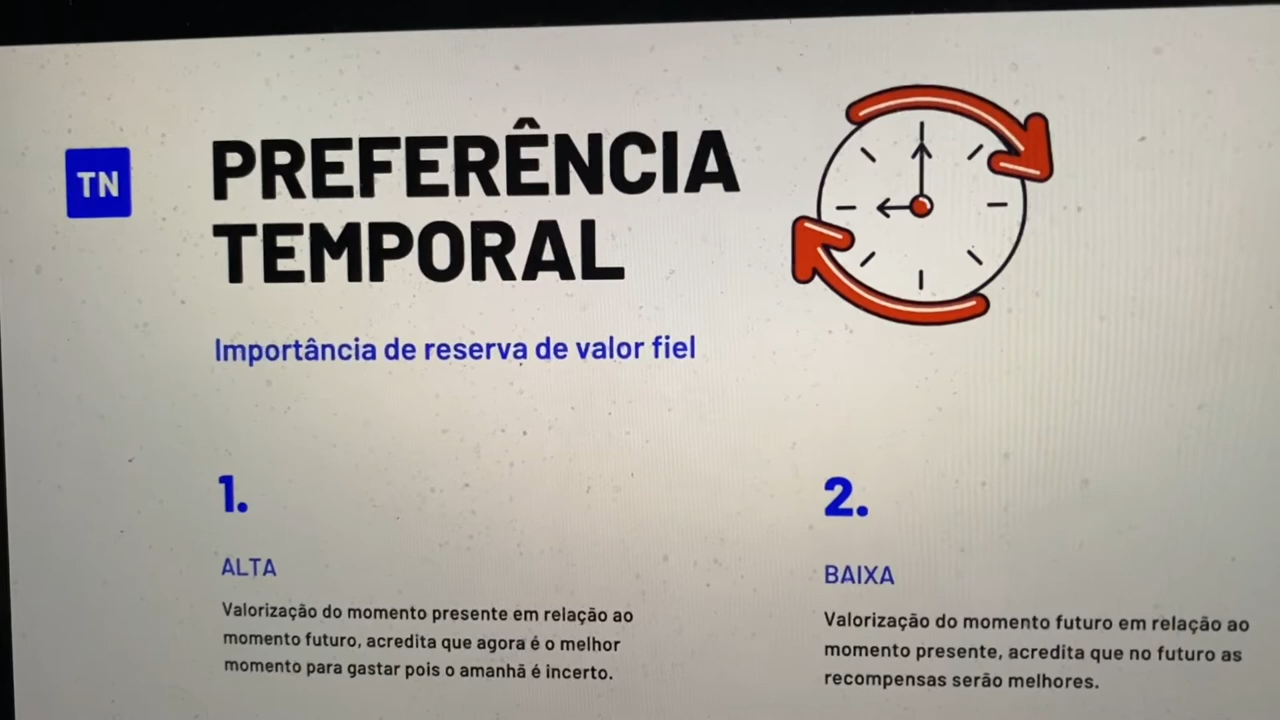 TN
PREFERÊNCIA
TEMPORAL
Importância de reserva de valor fiel
1.
ALTA
Valorização do momento presente em relação ao
momento futuro, acredita que agora é o melhor
momento para gastar pois o amanhã é incerto.
2.
BAIXA
Valorização do momento futuro em relação ao
momento presente, acredita que no futuro as
recompensas serão melhores.